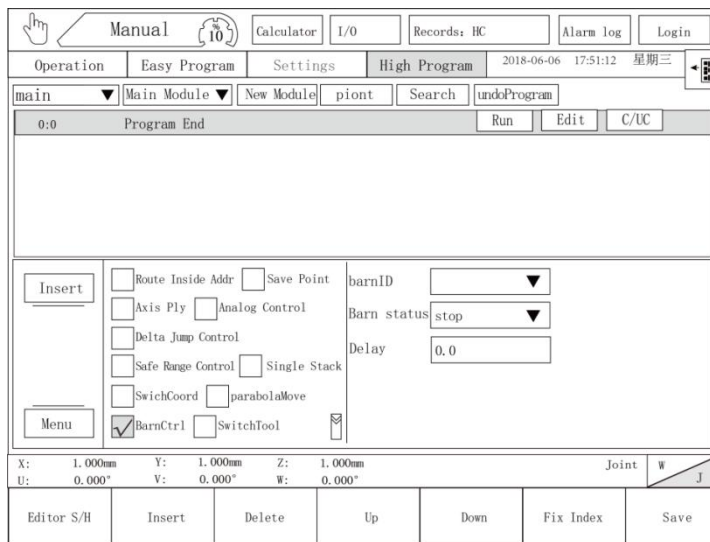 Manual % 10 Calculator I/O Records: HC Alarm log Login
Operation Easy Program Settings High Program 2018-06-06 17:51:12 星期三
main Main Module New Module piont Search undoProgram
0:0 Program End Run Edit C/UC
Insert
Menu
Route Inside Addr Save Point
Axis Ply Analog Control
Delta Jump Control
Safe Range Control Single Stack
SwichCoord parabolaMove
BarnCtrl SwitchTool
barnID
Barn status stop
Delay 0.0
X: 1.000mm Y: 1.000mm Z: 1.000mm Joint W
U: 0.000° V: 0.000° W: 0.000° J
Editor S/H Insert Delete Up Down Fix Index Save